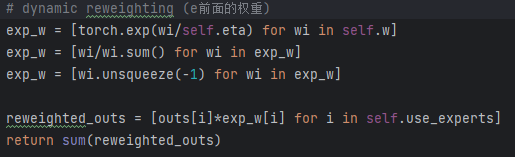 # dynamic reweighting (e前面的权重)
exp_w = [torch.exp(wi/self.eta) for wi in self.w]
exp_w = [wi/wi.sum() for wi in exp_w]
exp_w = [wi.unsqueeze(-1) for wi in exp_w]
reweighted_outs = [outs[i]*exp_w[i] for i in self.use_experts]
return sum(reweighted_outs)